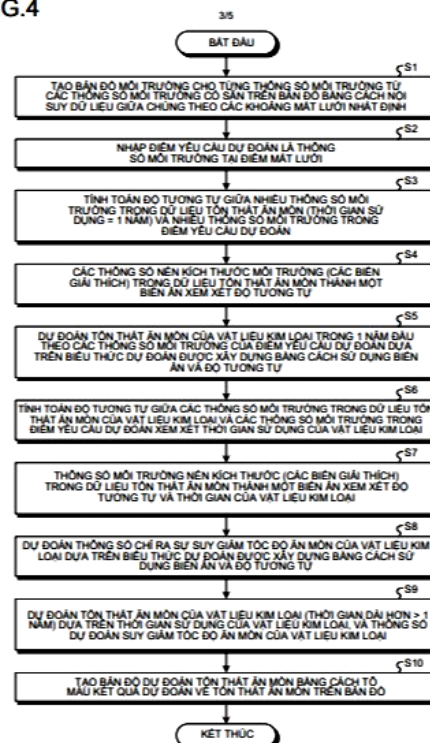 G.4
3/5
BẮT ĐẦU
S1
TẠO BẢN ĐỒ MÔI TRƯỜNG CHO TỪNG THÔNG SỐ MÔI TRƯỜNG TỪ
CÁC THÔNG SỐ MÔI TRƯỜNG CÓ SẴN TRÊN BẢN ĐỒ BẰNG CÁCH NỘI
SUY DỮ LIỆU GIỮA CHÚNG THEO CÁC KHOẢNG MẮT LƯỚI NHẤT ĐỊNH
S2
NHẬP ĐIỂM YÊU CẦU DỰ ĐOÁN LÀ THÔNG
SỐ MÔI TRƯỜNG TẠI ĐIỂM MẮT LƯỚI
S3
TÍNH TOÁN ĐỘ TƯƠNG TỰ GIỮA NHIỀU THÔNG SỐ MÔI
TRƯỜNG TRONG DỮ LIỆU TỔN THẤT ĂN MÒN (THỜI GIAN SỬ
DỤNG = 1 NĂM) VÀ NHIỀU THÔNG SỐ MÔI TRƯỜNG TRONG
ĐIỂM YÊU CẦU DỰ ĐOÁN
S4
CÁC THÔNG SỐ NÉN KÍCH THƯỚC MÔI TRƯỜNG (CÁC BIẾN
GIẢI THÍCH) TRONG DỮ LIỆU TỔN THẤT ĂN MÒN THÀNH MỘT
BIẾN ẨN XEM XÉT ĐỘ TƯƠNG TỰ
S5
DỰ ĐOÁN TỔN THẤT ĂN MÒN CỦA VẬT LIỆU KIM LOẠI TRONG 1 NĂM ĐẦU
THEO CÁC THÔNG SỐ MÔI TRƯỜNG CỦA ĐIỂM YÊU CẦU DỰ ĐOÁN DỰA
TRÊN BIỂU THỨC DỰ ĐOÁN ĐƯỢC XÂY DỰNG BẰNG CÁCH SỬ DỤNG BIẾN
ẨN VÀ ĐỘ TƯƠNG TỰ
S6
TÍNH TOÁN ĐỘ TƯƠNG TỰ GIỮA CÁC THÔNG SỐ MÔI TRƯỜNG TRONG DỮ LIỆU TỔN
THẤT ĂN MÒN CỦA VẬT LIỆU KIM LOẠI VÀ CÁC THÔNG SỐ MÔI TRƯỜNG TRONG
ĐIỂM YÊU CẦU DỰ ĐOÁN XEM XÉT THỜI GIAN SỬ DỤNG CỦA VẬT LIỆU KIM LOẠI
S7
THÔNG SỐ MÔI TRƯỜNG NÉN KÍCH THƯỚC (CÁC BIẾN GIẢI THÍCH)
TRONG DỮ LIỆU TỔN THẤT ĂN MÒN THÀNH MỘT BIẾN ẨN XEM XÉT ĐỘ
TƯƠNG TỰ VÀ THỜI GIAN CỦA VẬT LIỆU KIM LOẠI
S8
DỰ ĐOÁN THÔNG SỐ CHỈ RA SỰ SUY GIẢM TỐC ĐỘ ĂN MÒN CỦA VẬT LIỆU KIM
LOẠI DỰA TRÊN BIỂU THỨC DỰ ĐOÁN ĐƯỢC XÂY DỰNG BẰNG CÁCH SỬ
DỤNG BIẾN ẨN VÀ ĐỘ TƯƠNG TỰ
S9
DỰ ĐOÁN TỔN THẤT ĂN MÒN CỦA VẬT LIỆU KIM LOẠI (THỜI GIAN DÀI HƠN > 1
NĂM) DỰA TRÊN THỜI GIAN SỬ DỤNG CỦA VẬT LIỆU KIM LOẠI, VÀ THÔNG SỐ
DỰ ĐOÁN SUY GIẢM TỐC ĐỘ ĂN MÒN CỦA VẬT LIỆU KIM LOẠI
S10
TẠO BẢN ĐỒ DỰ ĐOÁN TỔN THẤT ĂN MÒN BẰNG CÁCH TÔ
MÀU KẾT QUẢ DỰ ĐOÁN VỀ TỔN THẤT ĂN MÒN TRÊN BẢN ĐỒ
KẾT THÚC